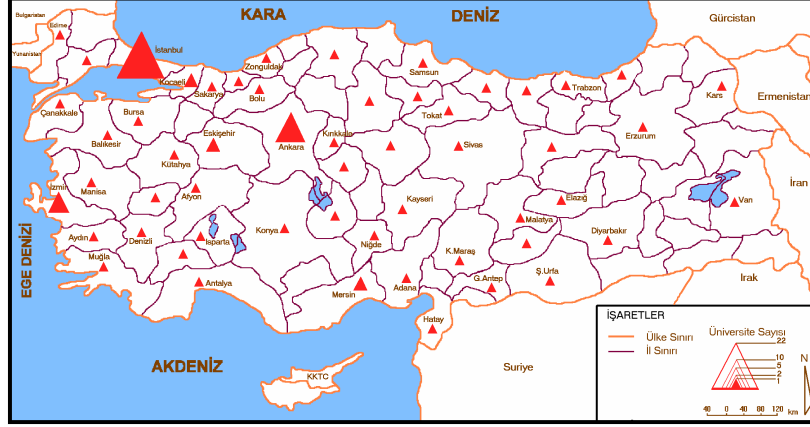 KARA DENİZ
Gürcistan
Bulgaristan
Edirne
Yunanistan
İstanbul
Kocaeli
Sakarya
Zonguldak
Bolu
Samsun
Tokat
Trabzon
Kars
Ermenistan
Çanakkale
Bursa
Balıkesir
Eskişehir
Ankara
Kırıkkale
Sivas
Erzurum
Kütahya
İran
İzmir
Manisa
Afyon
Kayseri
Elazığ
Malatya
Van
EGE DENİZİ
Aydın
Denizli
Isparta
Konya
Niğde
Diyarbakır
Muğla
K.Maraş
Antalya
Mersin
Adana
G.Antep
Ş.Urfa
Irak
Hatay
AKDENİZ
KKTC
Suriye
İŞARETLER
Ülke Sınırı
İl Sınırı
Üniversite Sayısı
22
10
5
2
1
N
40 0 40 80 120
km